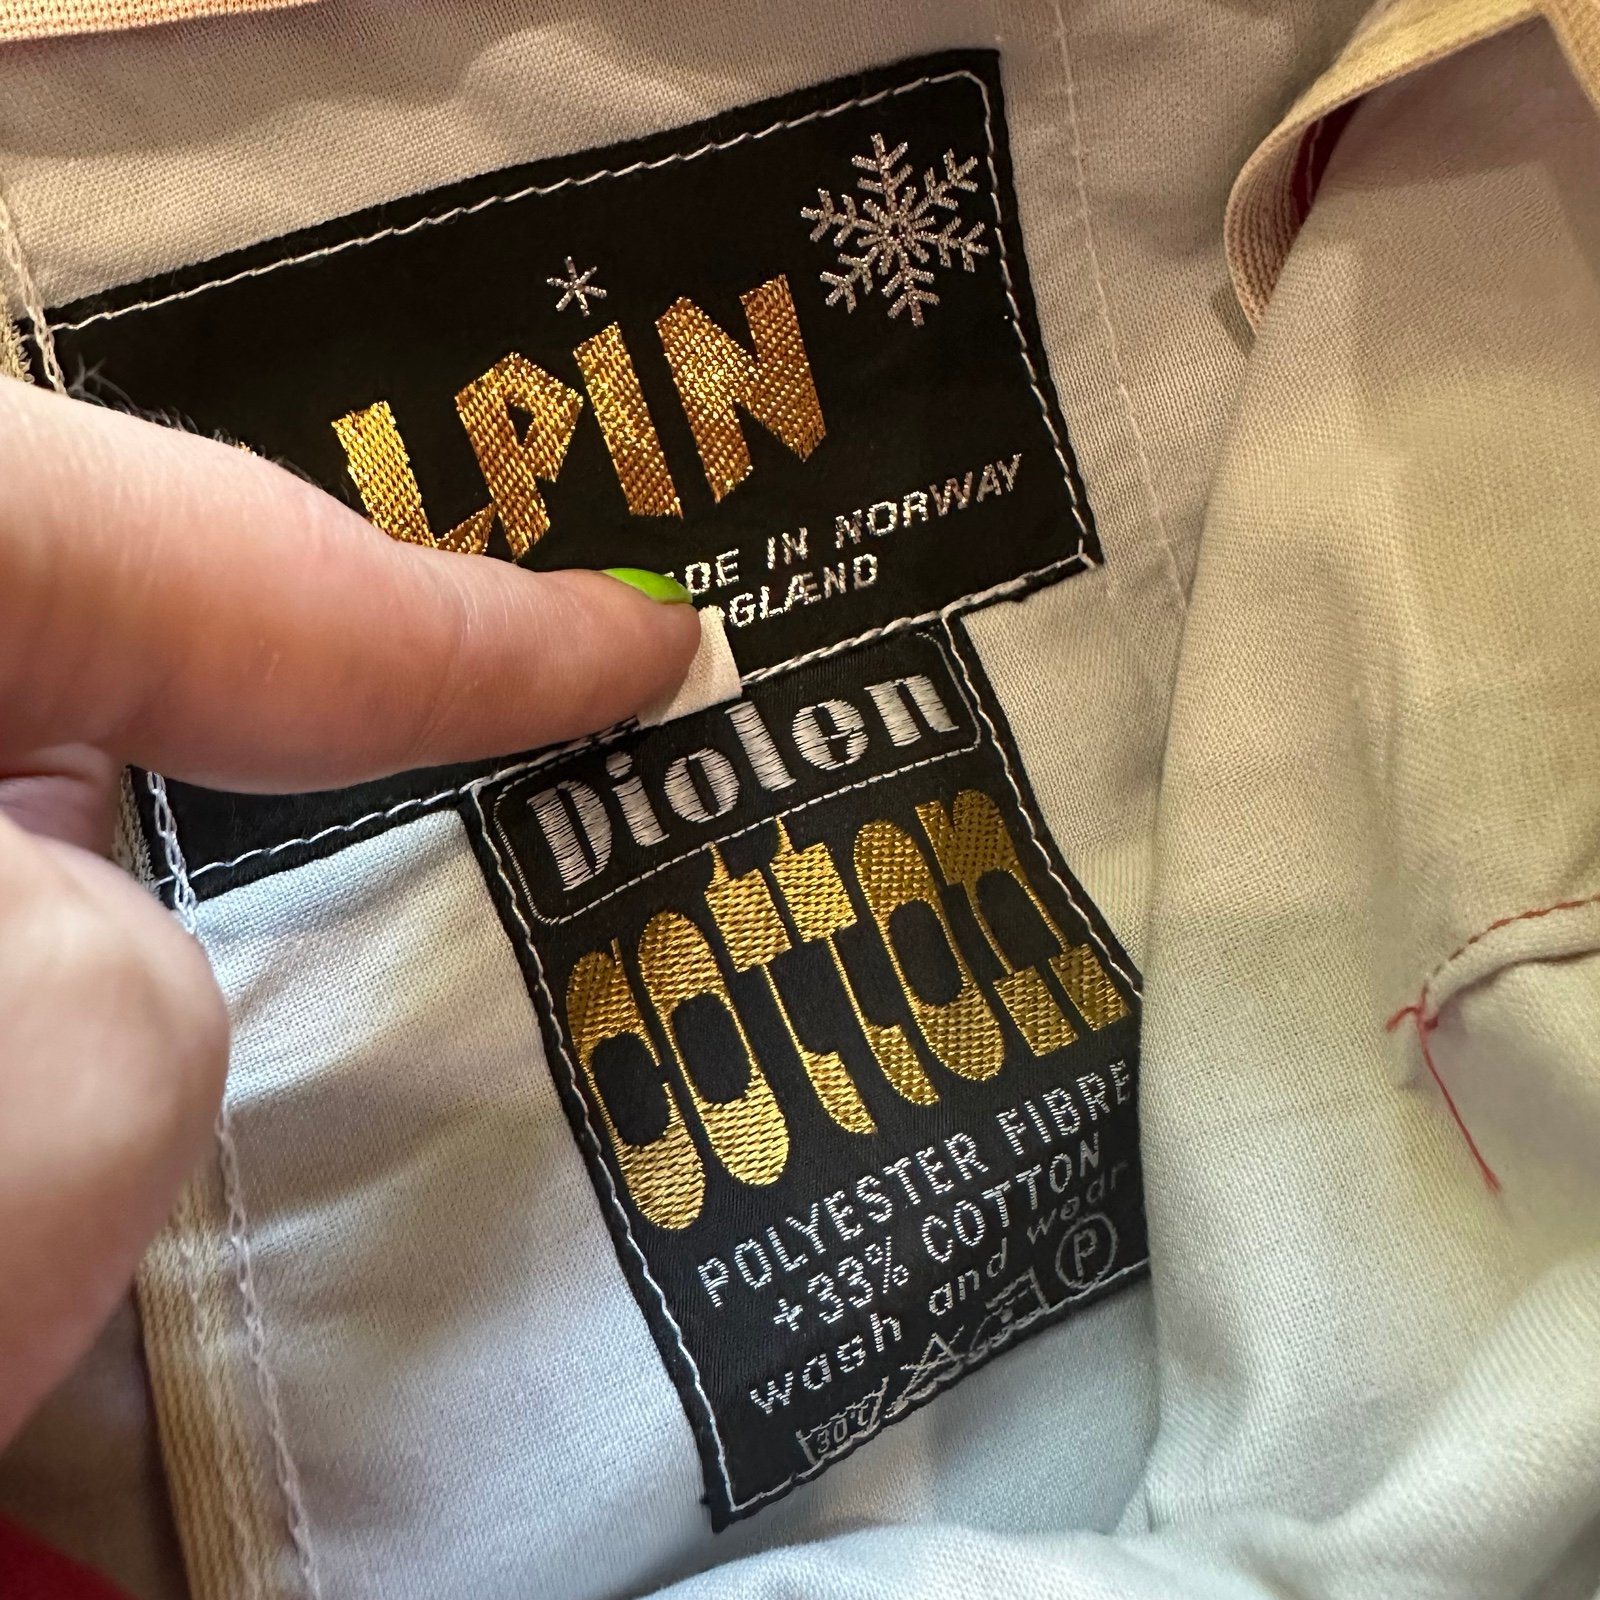 LPIN
DE IN NORWAY
GLÆND
Diolen
cotton
POLYESTER FIBRE
+33% COTTON
wash and wear
30°C P